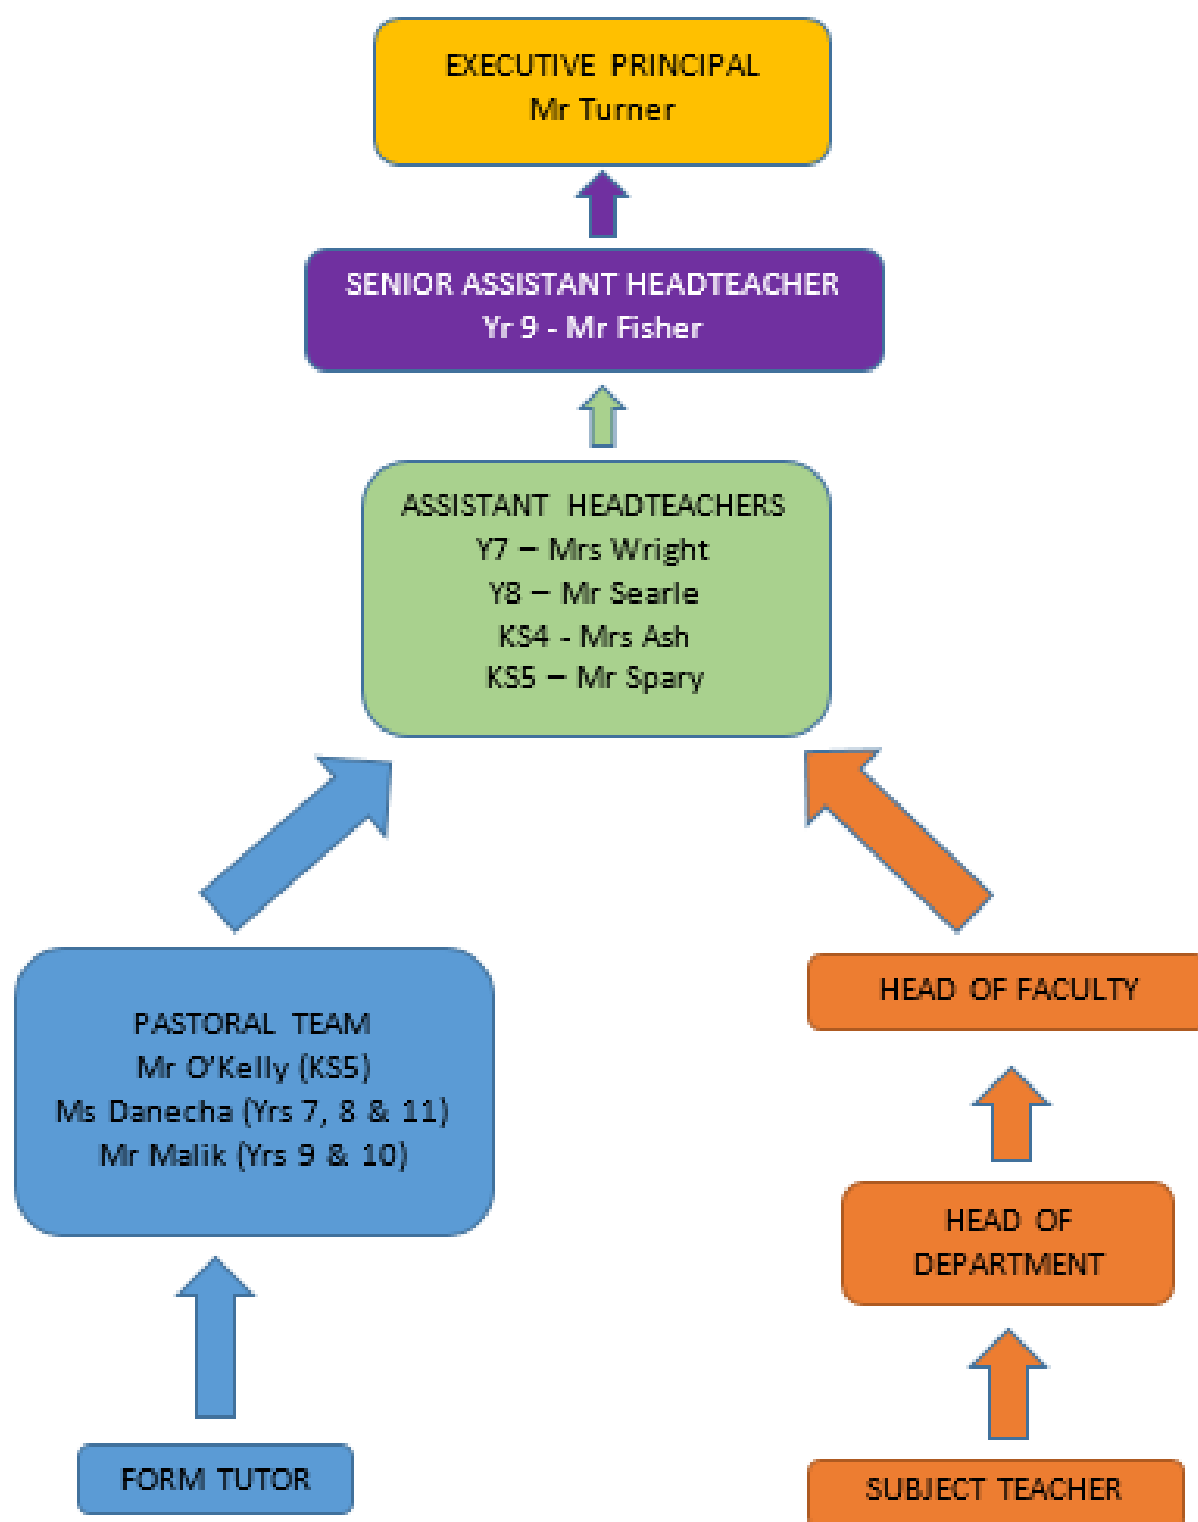 EXECUTIVE PRINCIPAL
Mr Turner
SENIOR ASSISTANT HEADTEACHER
Yr 9 - Mr Fisher
ASSISTANT HEADTEACHERS
Y7 – Mrs Wright
Y8 – Mr Searle
KS4 - Mrs Ash
KS5 – Mr Spary
PASTORAL TEAM
Mr O'Kelly (KS5)
Ms Danecha (Yrs 7, 8 & 11)
Mr Malik (Yrs 9 & 10)
FORM TUTOR
HEAD OF FACULTY
HEAD OF
DEPARTMENT
SUBJECT TEACHER